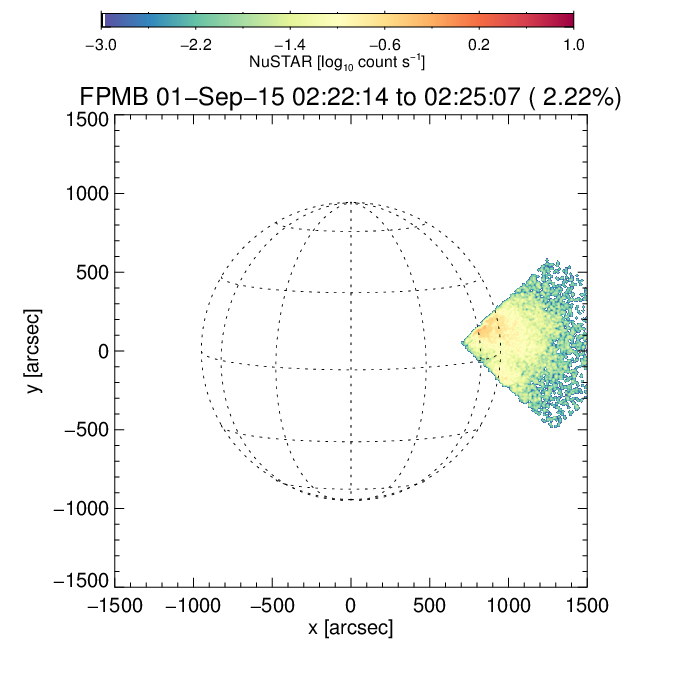 −3.0 −2.2 −1.4 −0.6 0.2 1.0
NuSTAR [log₁₀ count s⁻¹]
FPMB 01−Sep−15 02:22:14 to 02:25:07 ( 2.22%)
1500
1000
500
0
−500
−1000
−1500
y [arcsec]
−1500 −1000 −500 0 500 1000 1500
x [arcsec]